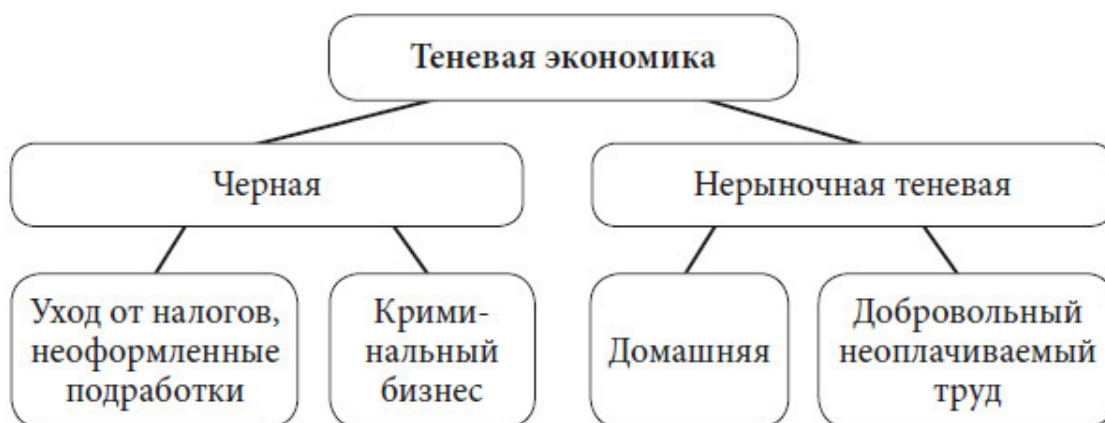 Теневая экономика
Черная
Нерыночная теневая
Уход от налогов,
неоформленные
подработки
Крими-
нальный
бизнес
Домашняя
Добровольный
неоплачиваемый
труд